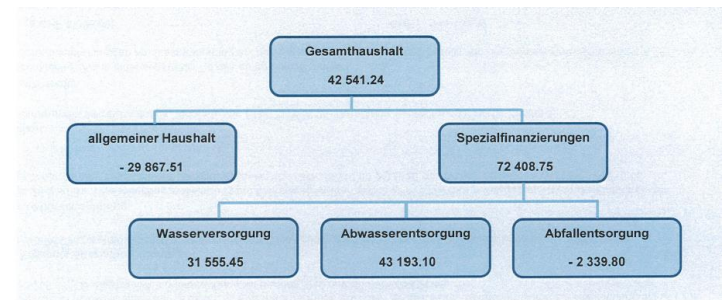 Gesamthaushalt
42 541.24
allgemeiner Haushalt
- 29 867.51
Spezialfinanzierungen
72 408.75
Wasserversorgung
31 555.45
Abwasserentsorgung
43 193.10
Abfallentsorgung
- 2 339.80